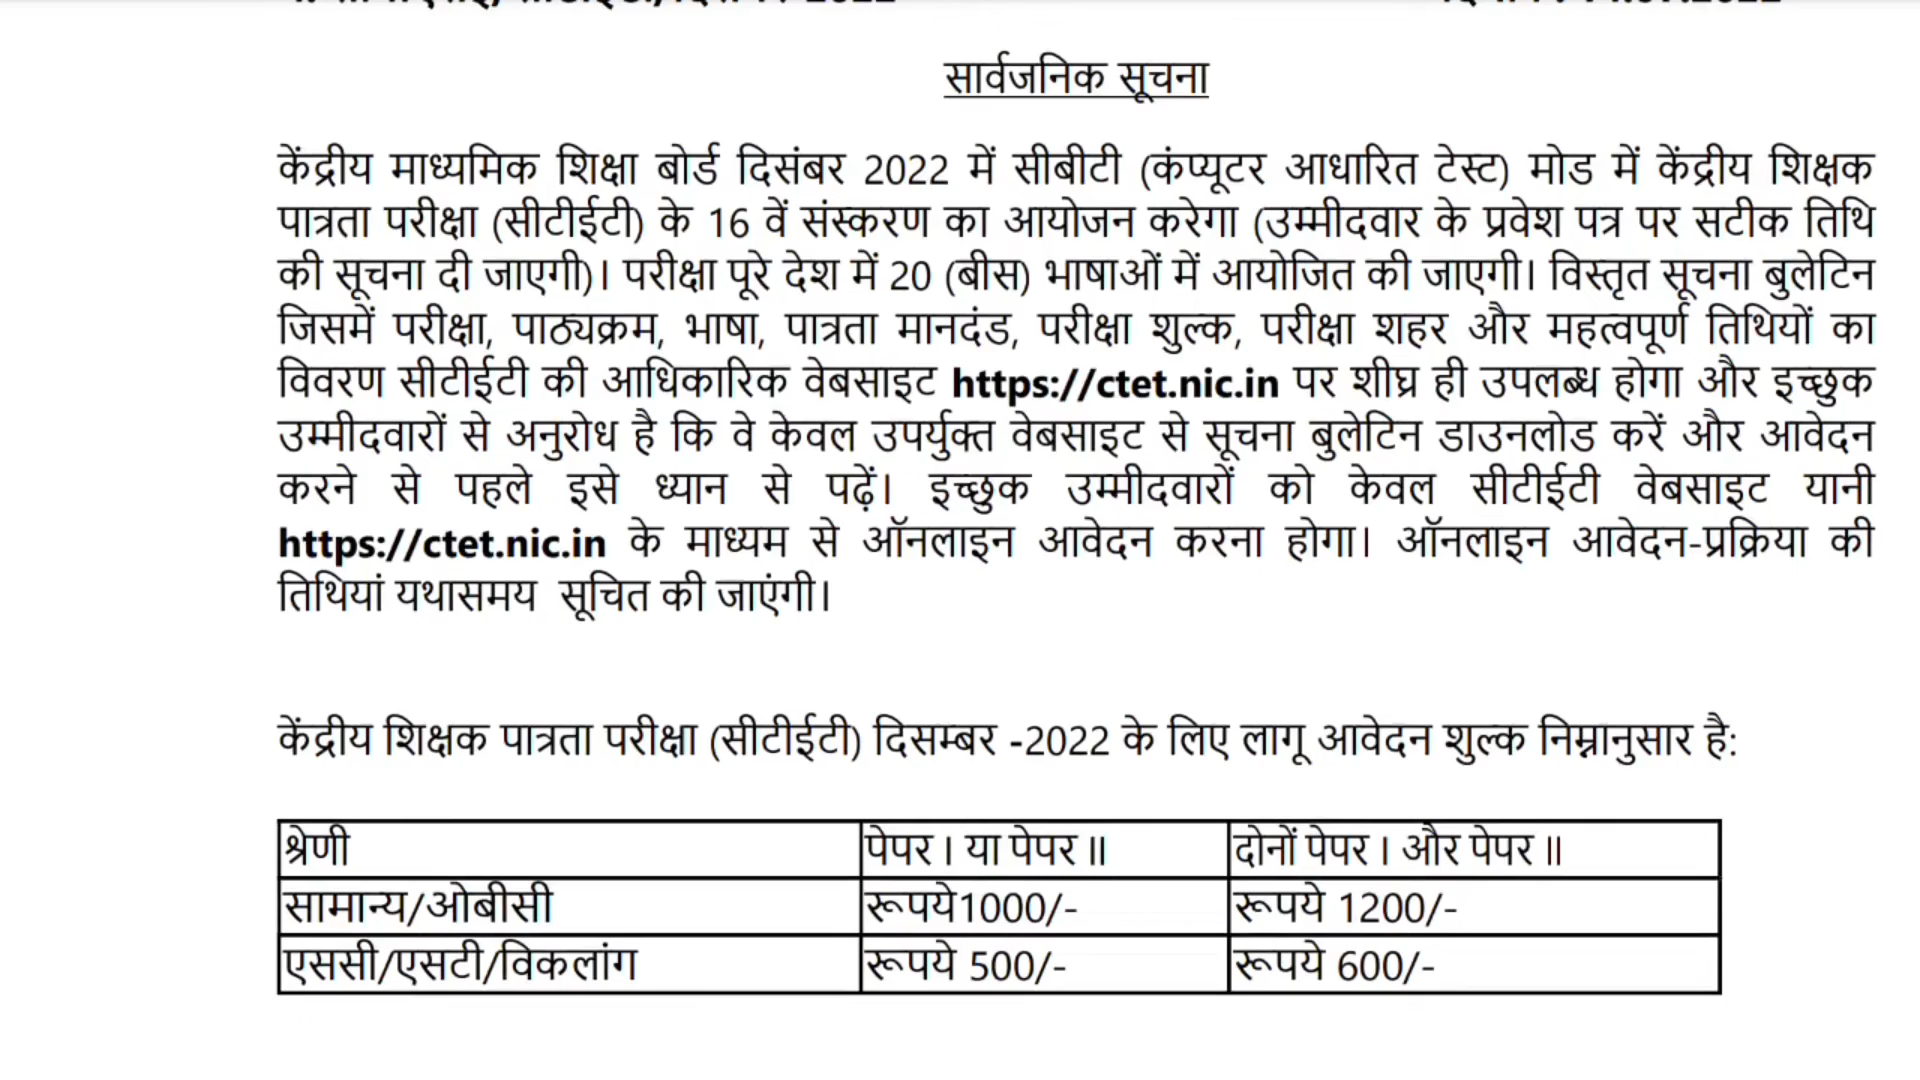 सार्वजनिक सूचना
केंद्रीय माध्यमिक शिक्षा बोर्ड दिसंबर 2022 में सीबीटी (कंप्यूटर आधारित टेस्ट) मोड में केंद्रीय शिक्षक
पात्रता परीक्षा (सीटीईटी) के 16 वें संस्करण का आयोजन करेगा (उम्मीदवार के प्रवेश पत्र पर सटीक तिथि
की सूचना दी जाएगी)। परीक्षा पूरे देश में 20 (बीस) भाषाओं में आयोजित की जाएगी। विस्तृत सूचना बुलेटिन
जिसमें परीक्षा, पाठ्यक्रम, भाषा, पात्रता मानदंड, परीक्षा शुल्क, परीक्षा शहर और महत्वपूर्ण तिथियों का
विवरण सीटीईटी की आधिकारिक वेबसाइट https://ctet.nic.in पर शीघ्र ही उपलब्ध होगा और इच्छुक
उम्मीदवारों से अनुरोध है कि वे केवल उपर्युक्त वेबसाइट से सूचना बुलेटिन डाउनलोड करें और आवेदन
करने से पहले इसे ध्यान से पढ़ें। इच्छुक उम्मीदवारों को केवल सीटीईटी वेबसाइट यानी
https://ctet.nic.in के माध्यम से ऑनलाइन आवेदन करना होगा। ऑनलाइन आवेदन-प्रक्रिया की
तिथियां यथासमय सूचित की जाएंगी।
केंद्रीय शिक्षक पात्रता परीक्षा (सीटीईटी) दिसम्बर -2022 के लिए लागू आवेदन शुल्क निम्नानुसार है:
श्रेणी पेपर I या पेपर II दोनों पेपर I और पेपर II
सामान्य/ओबीसी रूपये1000/- रूपये 1200/-
एससी/एसटी/विकलांग रूपये 500/- रूपये 600/-